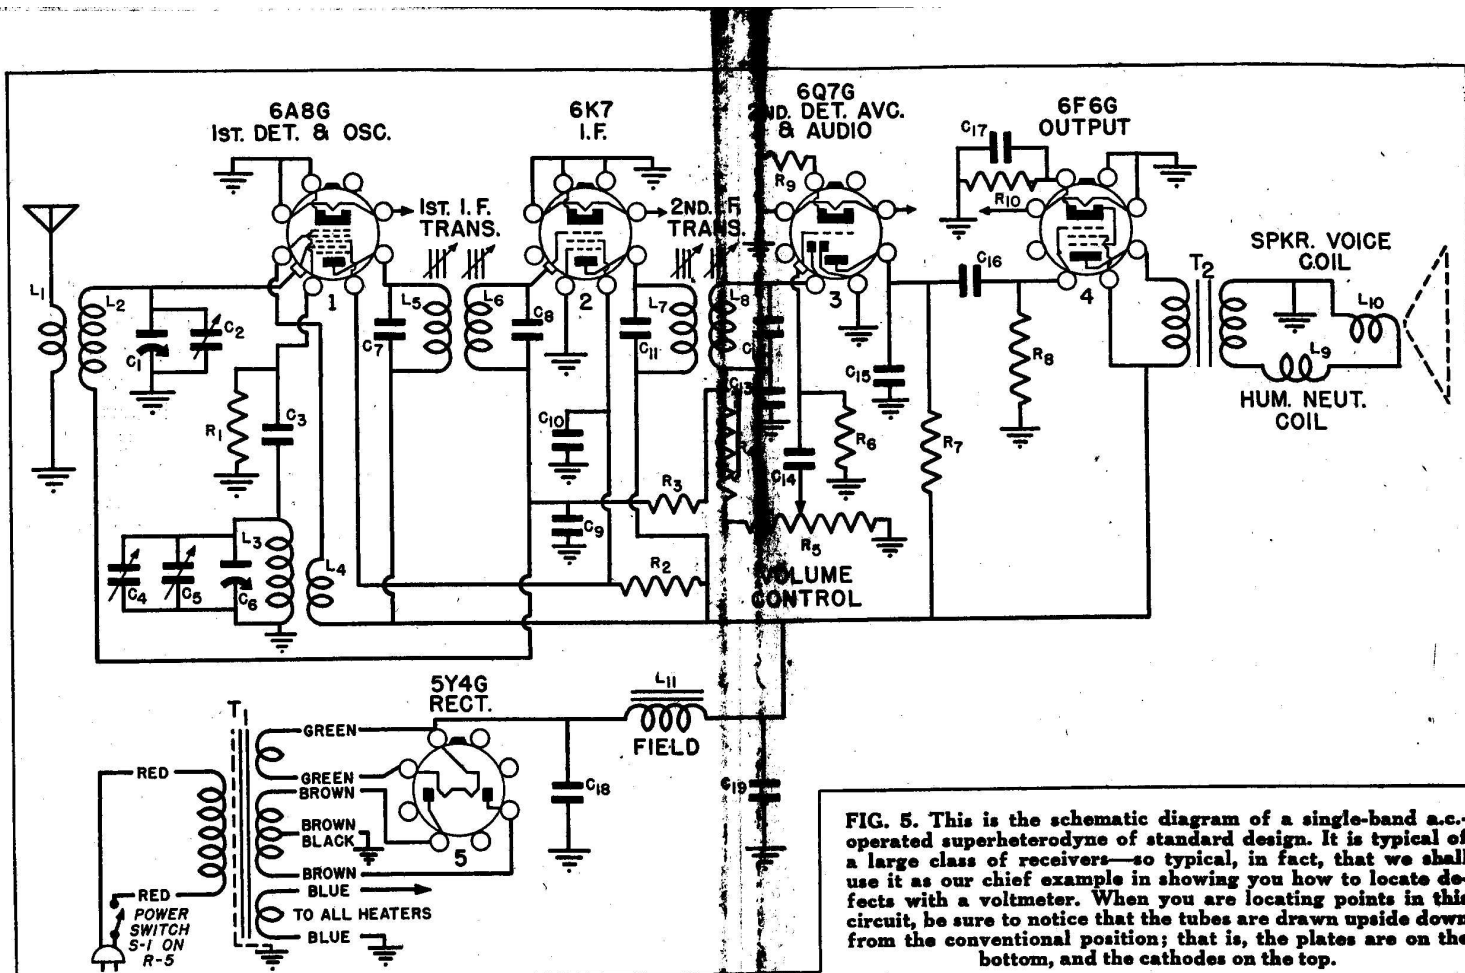 6A8G
1ST. DET. & OSC.
6K7
I.F.
6Q7G
2ND. DET. AVC.
& AUDIO
6F6G
OUTPUT
C17
R9
R10
1ST. I. F.
TRANS.
2ND. I.F.
TRANS.
SPKR. VOICE
COIL
C16
T2
L1
L2
1
L5
L6
2
L7
L8
3
4
L10
C1
C2
C7
C8
C11
R8
L9
C13
C15
HUM. NEUT.
COIL
R1
C3
C10
R6
R7
R3
C14
C9
R5
L3
L4
R2
VOLUME
CONTROL
C4
C5
C6
5Y4G
RECT.
L11
T1
GREEN
FIELD
RED
GREEN
BROWN
C18
C19
BROWN
BLACK
5
BROWN
RED
BLUE
POWER
SWITCH
S-1 ON
R-5
TO ALL HEATERS
BLUE
FIG. 5. This is the schematic diagram of a single-band a.c.-
operated superheterodyne of standard design. It is typical of
a large class of receivers—so typical, in fact, that we shall
use it as our chief example in showing you how to locate de-
fects with a voltmeter. When you are locating points in this
circuit, be sure to notice that the tubes are drawn upside down
from the conventional position; that is, the plates are on the
bottom, and the cathodes on the top.